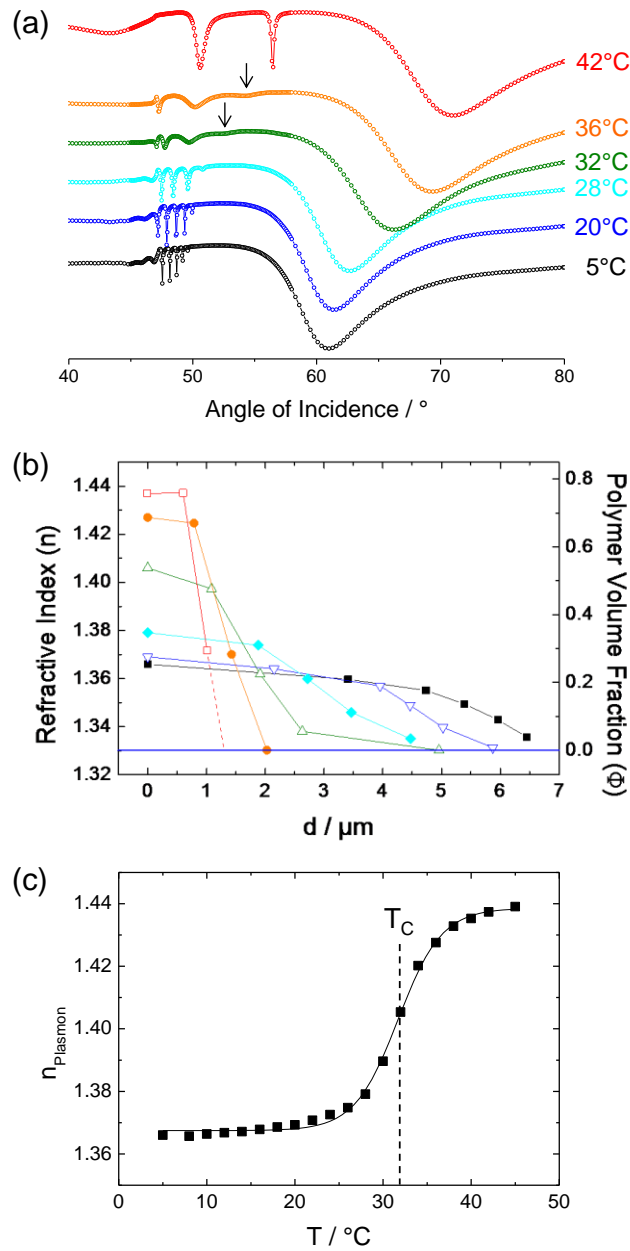 (a)
42°C
36°C
32°C
28°C
20°C
5°C
40 50 60 70 80
Angle of Incidence / °
(b)
1.44
1.42
1.40
1.38
1.36
1.34
1.32
Refractive Index (n)
0.8
0.6
0.4
0.2
0.0
Polymer Volume Fraction (Φ)
0 1 2 3 4 5 6 7
d / µm
(c)
T_C
1.44
1.42
1.40
1.38
1.36
n_Plasmon
0 10 20 30 40 50
T / °C